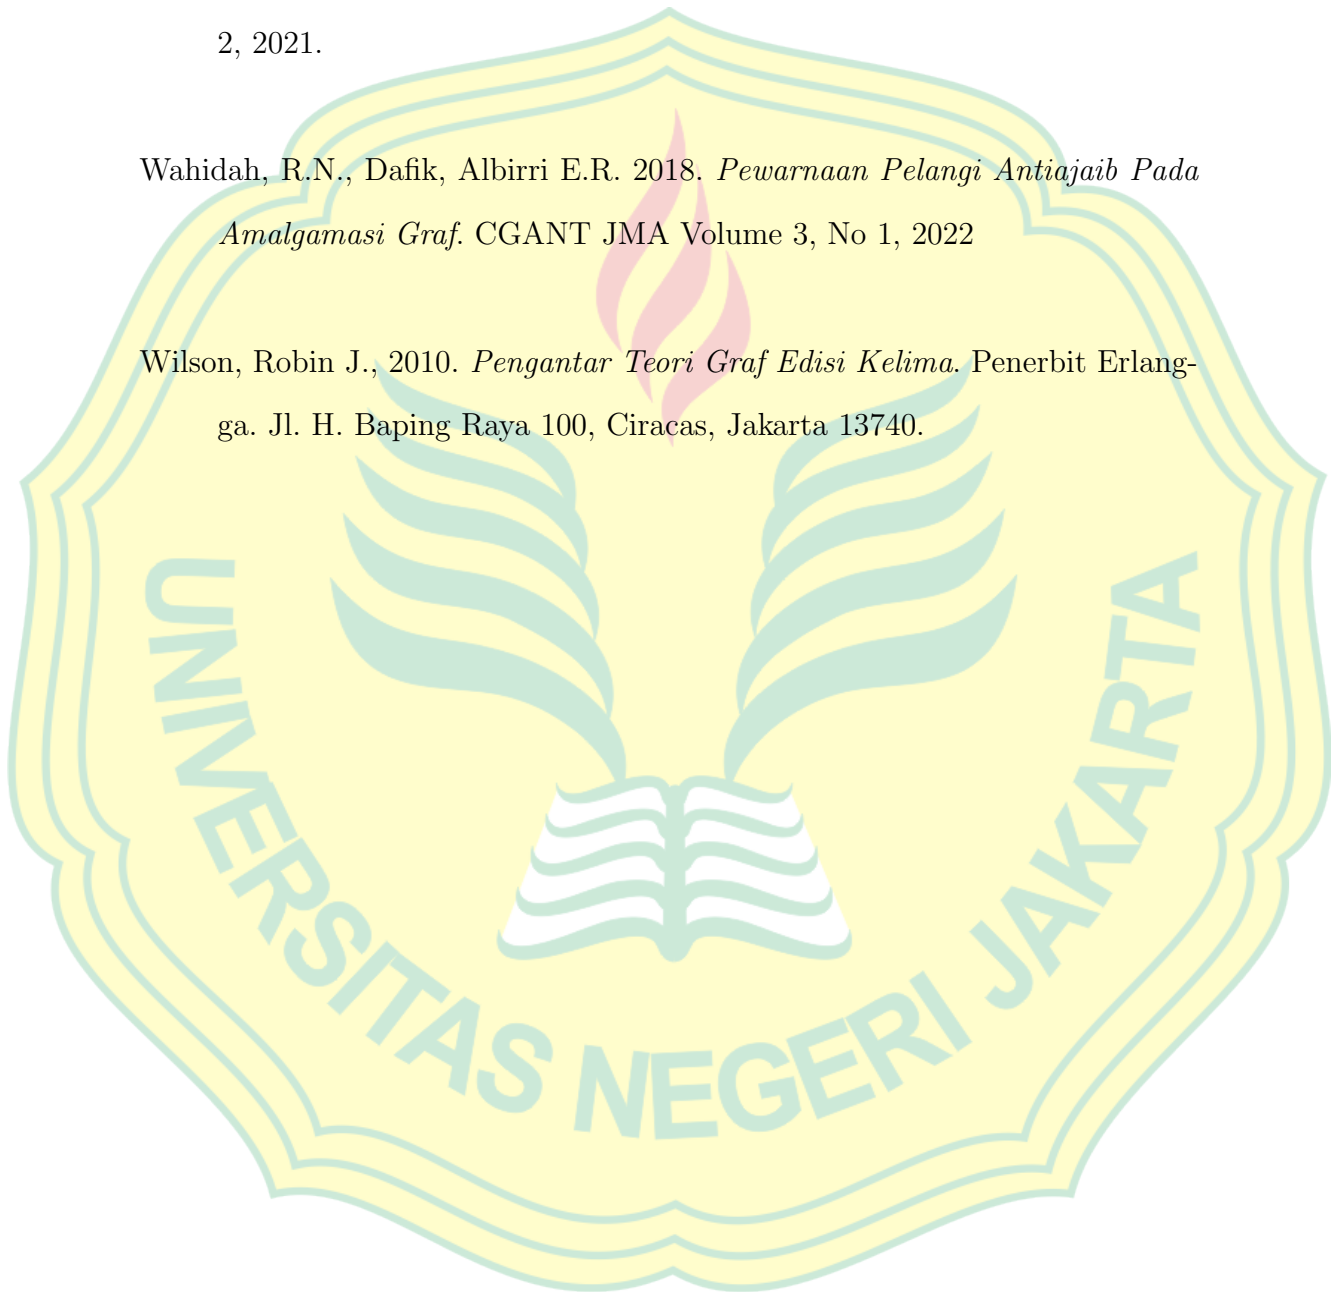 2, 2021.
Wahidah, R.N., Dafik, Albirri E.R. 2018. Pewarnaan Pelangi Antiajaib Pada
Amalgamasi Graf. CGANT JMA Volume 3, No 1, 2022
Wilson, Robin J., 2010. Pengantar Teori Graf Edisi Kelima. Penerbit Erlang-
ga. Jl. H. Baping Raya 100, Ciracas, Jakarta 13740.
UNIVERSITAS NEGERI JAKARTA